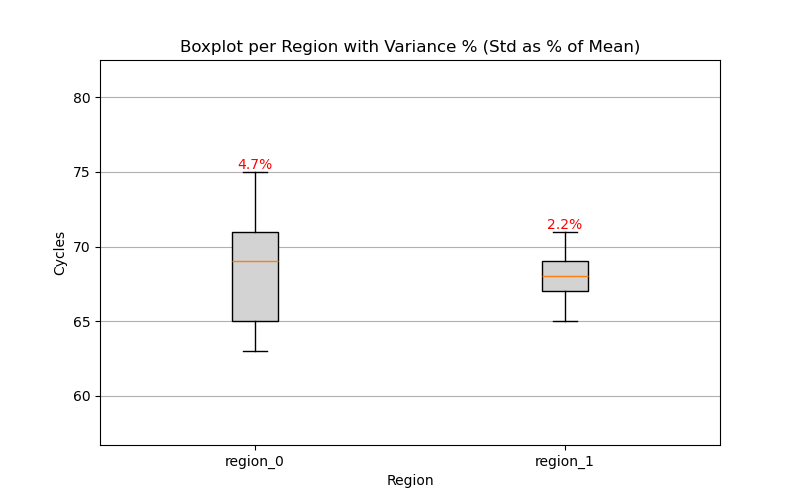 Boxplot per Region with Variance % (Std as % of Mean)
80
75
70
65
60
Cycles
4.7%
2.2%
region_0
region_1
Region